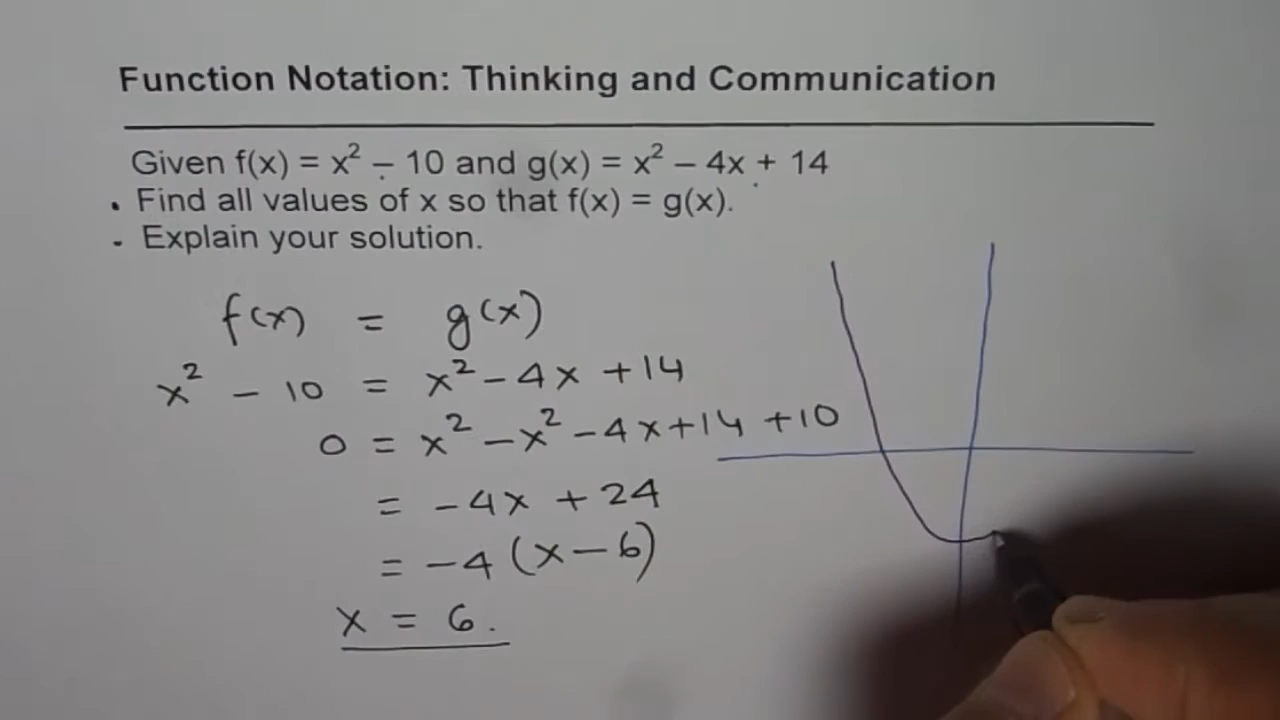 Function Notation: Thinking and Communication
Given f(x) = x² – 10 and g(x) = x² – 4x + 14
. Find all values of x so that f(x) = g(x).
- Explain your solution.
f(x) = g(x)
x² - 10 = x² - 4x + 14
0 = x² - x² - 4x + 14 + 10
= -4x + 24
= -4 (x - 6)
x = 6.